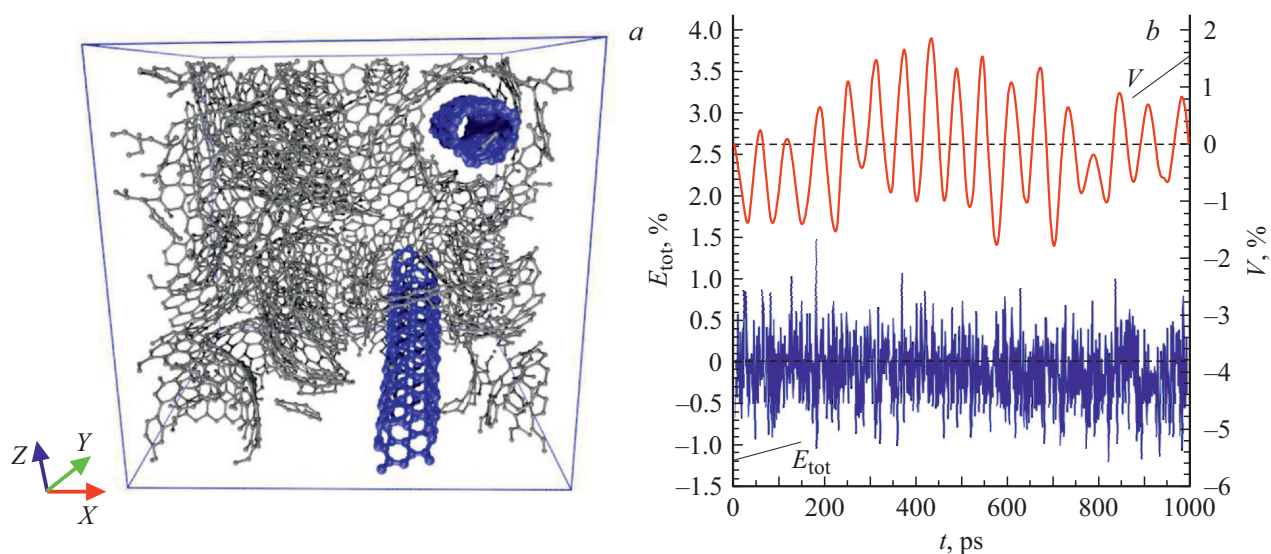 a
Z
Y
X
b
E_tot, %
4.0
3.5
3.0
2.5
2.0
1.5
1.0
0.5
0
–0.5
–1.0
–1.5
V
E_tot
2
1
0
–1
–2
–3
–4
–5
–6
V, %
0 200 400 600 800 1000
t, ps